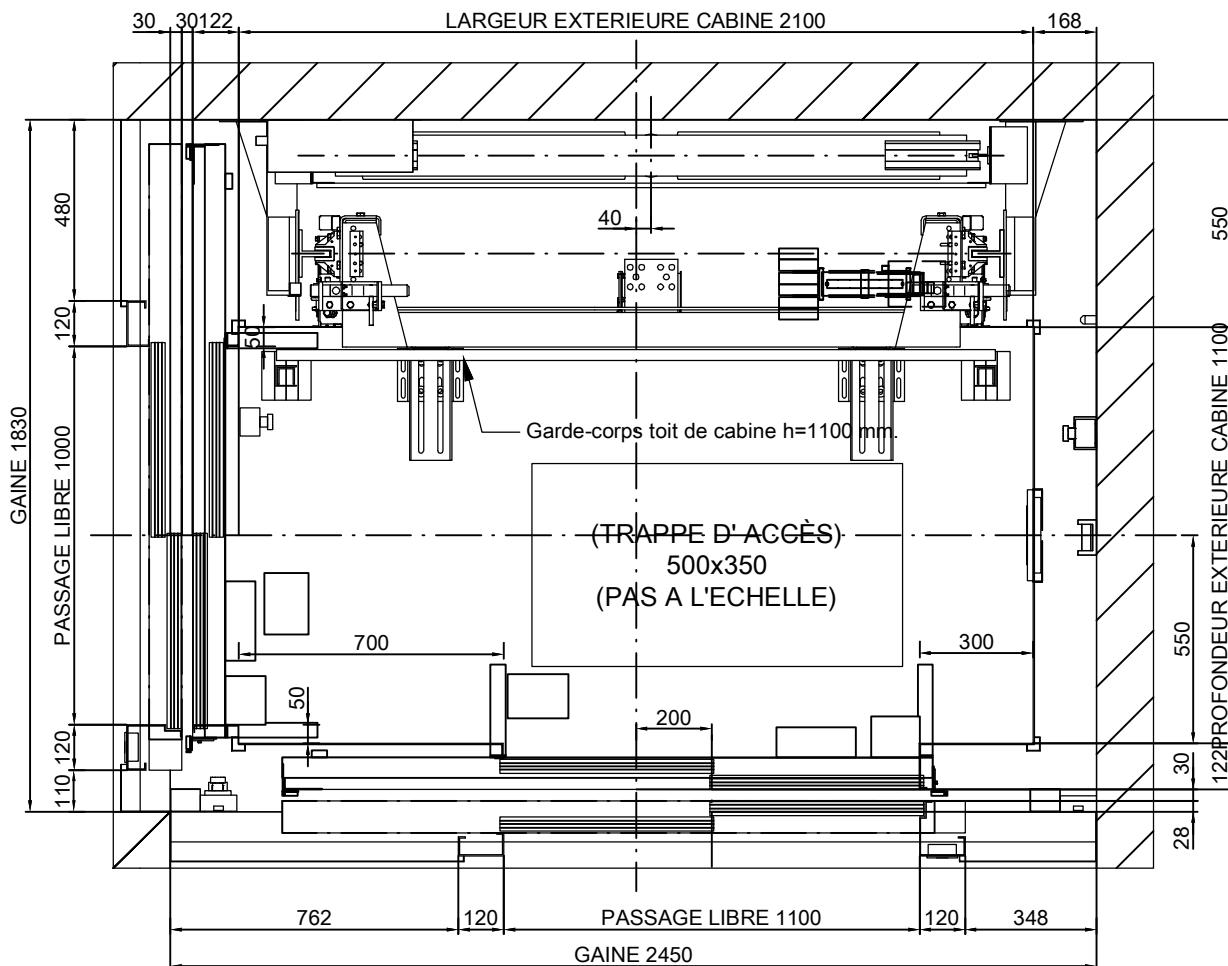 30
30
122
LARGEUR EXTERIEURE CABINE 2100
168
480
550
40
120
50
GAINE 1830
PASSAGE LIBRE 1000
Garde-corps toit de cabine h=1100 mm.
PROFONDEUR EXTERIEURE CABINE 1100
(TRAPPE D' ACCÈS)
500x350
(PAS A L'ECHELLE)
550
700
300
50
200
120
110
30
122
28
762
120
PASSAGE LIBRE 1100
120
348
GAINE 2450